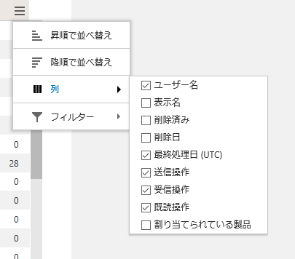 昇順で並べ替え
降順で並べ替え
列
フィルター
ユーザー名
表示名
削除済み
削除日
最終処理日 (UTC)
送信操作
受信操作
既読操作
割り当てられている製品
0
28
0
0
0
0
0